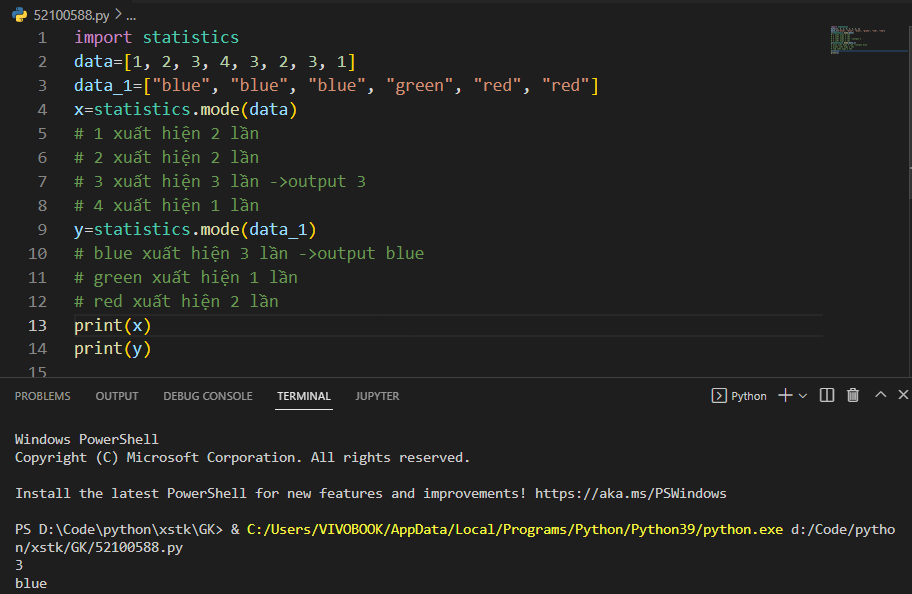 52100588.py > ...
1 import statistics
2 data=[1, 2, 3, 4, 3, 2, 3, 1]
3 data_1=["blue", "blue", "blue", "green", "red", "red"]
4 x=statistics.mode(data)
5 # 1 xuất hiện 2 lần
6 # 2 xuất hiện 2 lần
7 # 3 xuất hiện 3 lần ->output 3
8 # 4 xuất hiện 1 lần
9 y=statistics.mode(data_1)
10 # blue xuất hiện 3 lần ->output blue
11 # green xuất hiện 1 lần
12 # red xuất hiện 2 lần
13 print(x)
14 print(y)
15
PROBLEMS OUTPUT DEBUG CONSOLE TERMINAL JUPYTER Python
Windows PowerShell
Copyright (C) Microsoft Corporation. All rights reserved.
Install the latest PowerShell for new features and improvements! https://aka.ms/PSWindows
PS D:\Code\python\xstk\GK> & C:/Users/VIVOBOOK/AppData/Local/Programs/Python/Python39/python.exe d:/Code/pytho
n/xstk/GK/52100588.py
3
blue